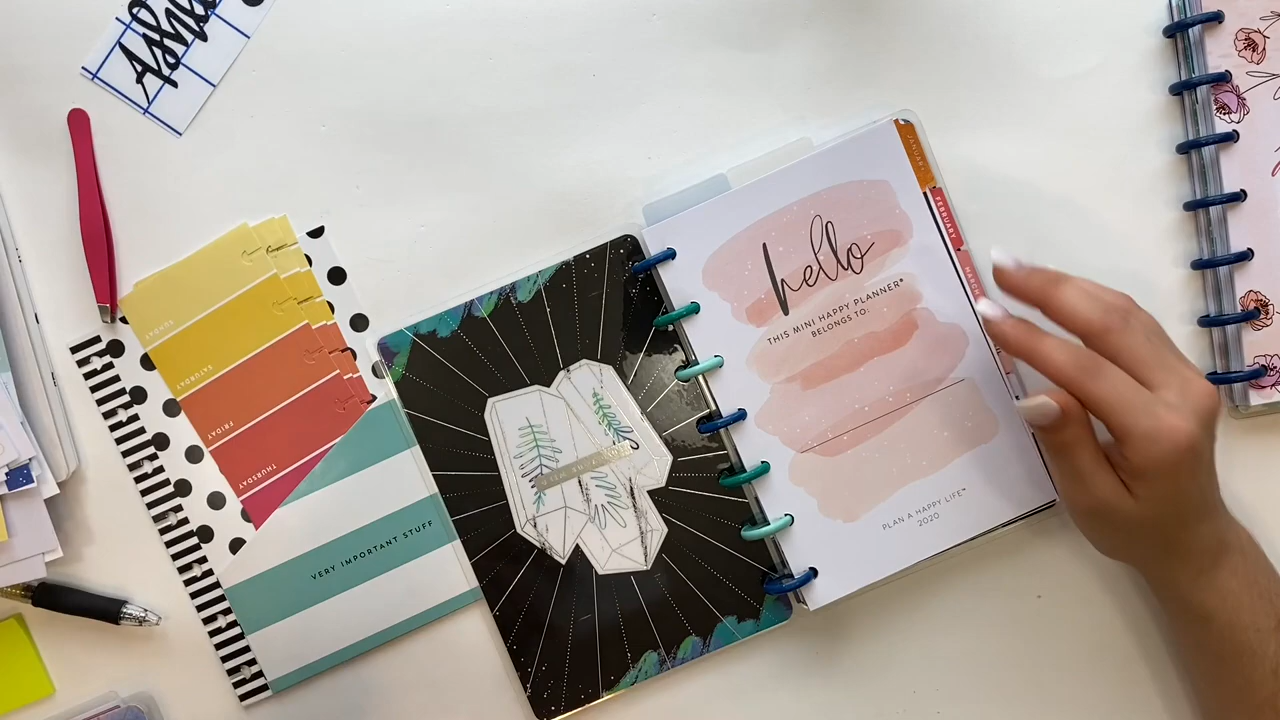 SUNDAY
SATURDAY
FRIDAY
THURSDAY
VERY IMPORTANT STUFF
hello
THIS MINI HAPPY PLANNER®
BELONGS TO:
PLAN A HAPPY LIFE™
2020
JANUARY
FEBRUARY
MARCH